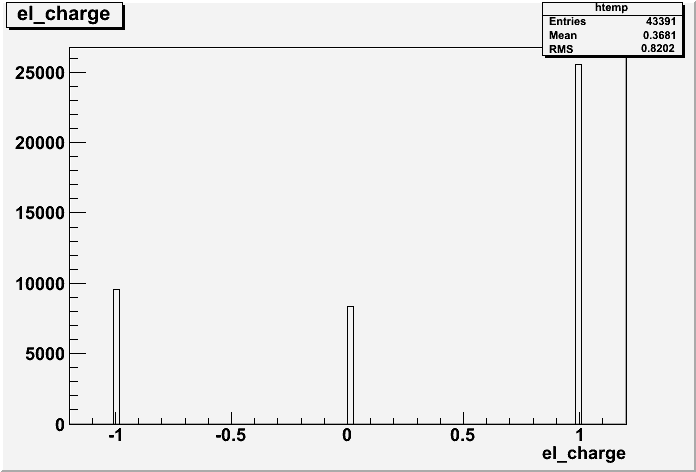 el_charge
htemp
Entries 43391
Mean 0.3681
RMS 0.8202
25000
20000
15000
10000
5000
0
-1 -0.5 0 0.5 1
el_charge